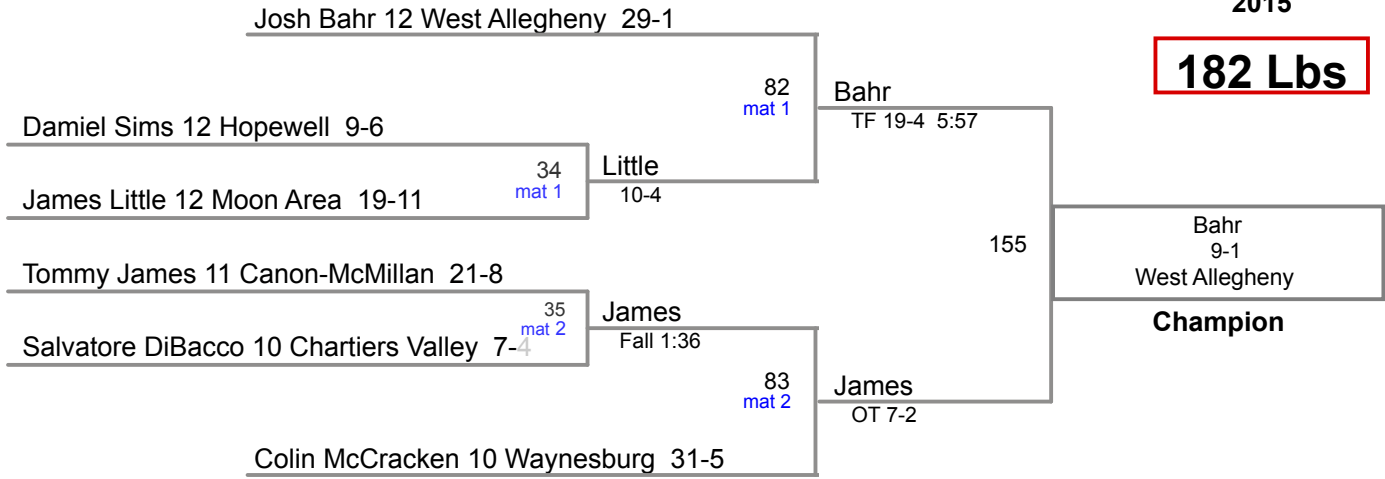 2015
182 Lbs
Josh Bahr 12 West Allegheny 29-1
82
mat 1
Bahr
TF 19-4 5:57
Damiel Sims 12 Hopewell 9-6
34
mat 1
Little
10-4
James Little 12 Moon Area 19-11
155
Bahr
9-1
West Allegheny
Champion
Tommy James 11 Canon-McMillan 21-8
35
mat 2
James
Fall 1:36
Salvatore DiBacco 10 Chartiers Valley 7-4
83
mat 2
James
OT 7-2
Colin McCracken 10 Waynesburg 31-5